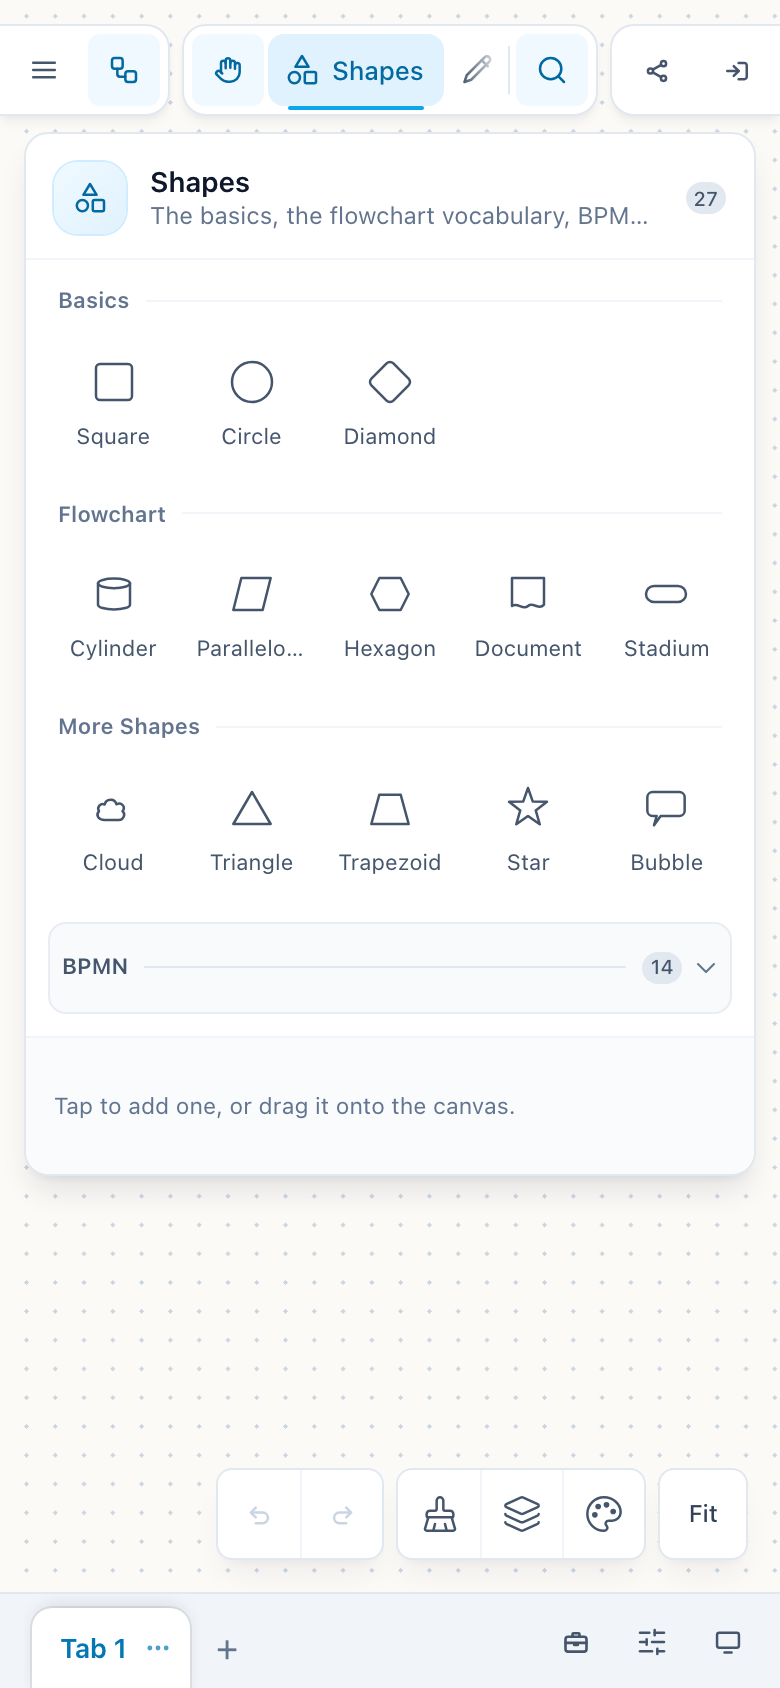 Shapes
Shapes
The basics, the flowchart vocabulary, BPM...
27
Basics
Square
Circle
Diamond
Flowchart
Cylinder
Parallelo...
Hexagon
Document
Stadium
More Shapes
Cloud
Triangle
Trapezoid
Star
Bubble
BPMN
14
Tap to add one, or drag it onto the canvas.
Fit
Tab 1